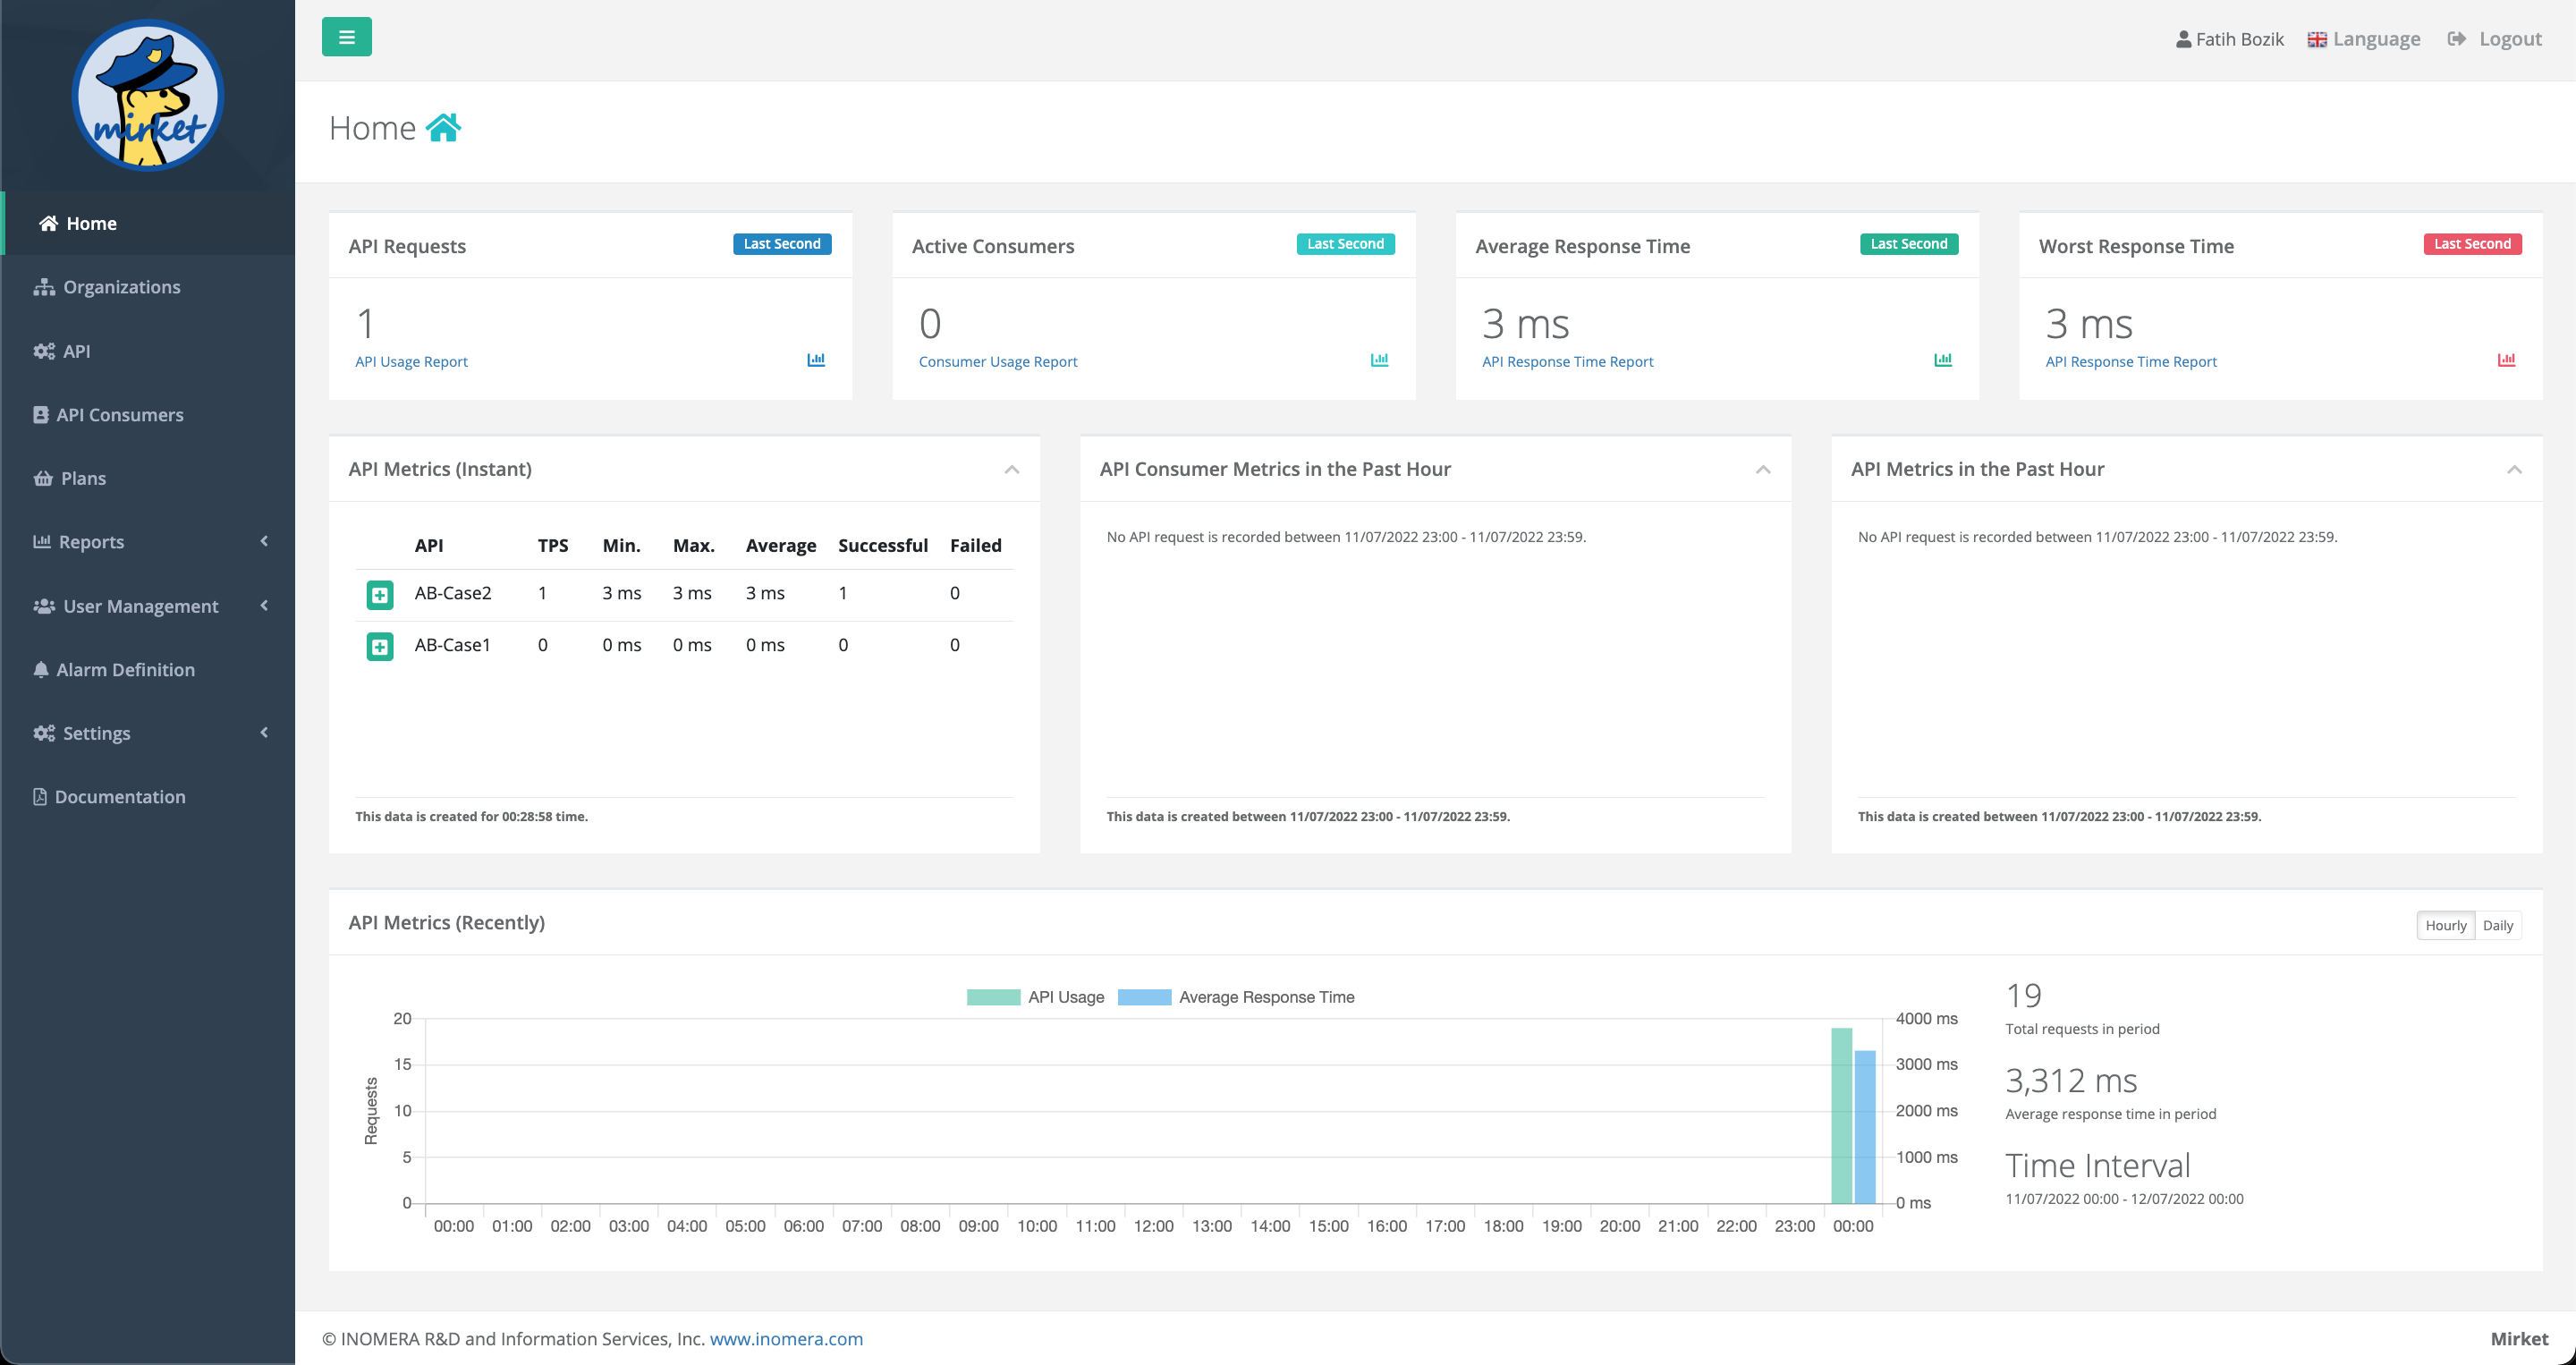 mirket
Fatih Bozik Language Logout
Home
Home
Organizations
API
API Consumers
Plans
Reports
User Management
Alarm Definition
Settings
Documentation
API Requests Last Second
1
API Usage Report
Active Consumers Last Second
0
Consumer Usage Report
Average Response Time Last Second
3 ms
API Response Time Report
Worst Response Time Last Second
3 ms
API Response Time Report
API Metrics (Instant)
API TPS Min. Max. Average Successful Failed
AB-Case2 1 3 ms 3 ms 3 ms 1 0
AB-Case1 0 0 ms 0 ms 0 ms 0 0
This data is created for 00:28:58 time.
API Consumer Metrics in the Past Hour
No API request is recorded between 11/07/2022 23:00 - 11/07/2022 23:59.
This data is created between 11/07/2022 23:00 - 11/07/2022 23:59.
API Metrics in the Past Hour
No API request is recorded between 11/07/2022 23:00 - 11/07/2022 23:59.
This data is created between 11/07/2022 23:00 - 11/07/2022 23:59.
API Metrics (Recently) Hourly Daily
API Usage Average Response Time
Requests
20
15
10
5
0
4000 ms
3000 ms
2000 ms
1000 ms
0 ms
00:00 01:00 02:00 03:00 04:00 05:00 06:00 07:00 08:00 09:00 10:00 11:00 12:00 13:00 14:00 15:00 16:00 17:00 18:00 19:00 20:00 21:00 22:00 23:00 00:00
19
Total requests in period
3,312 ms
Average response time in period
Time Interval
11/07/2022 00:00 - 12/07/2022 00:00
© INOMERA R&D and Information Services, Inc. www.inomera.com
Mirket